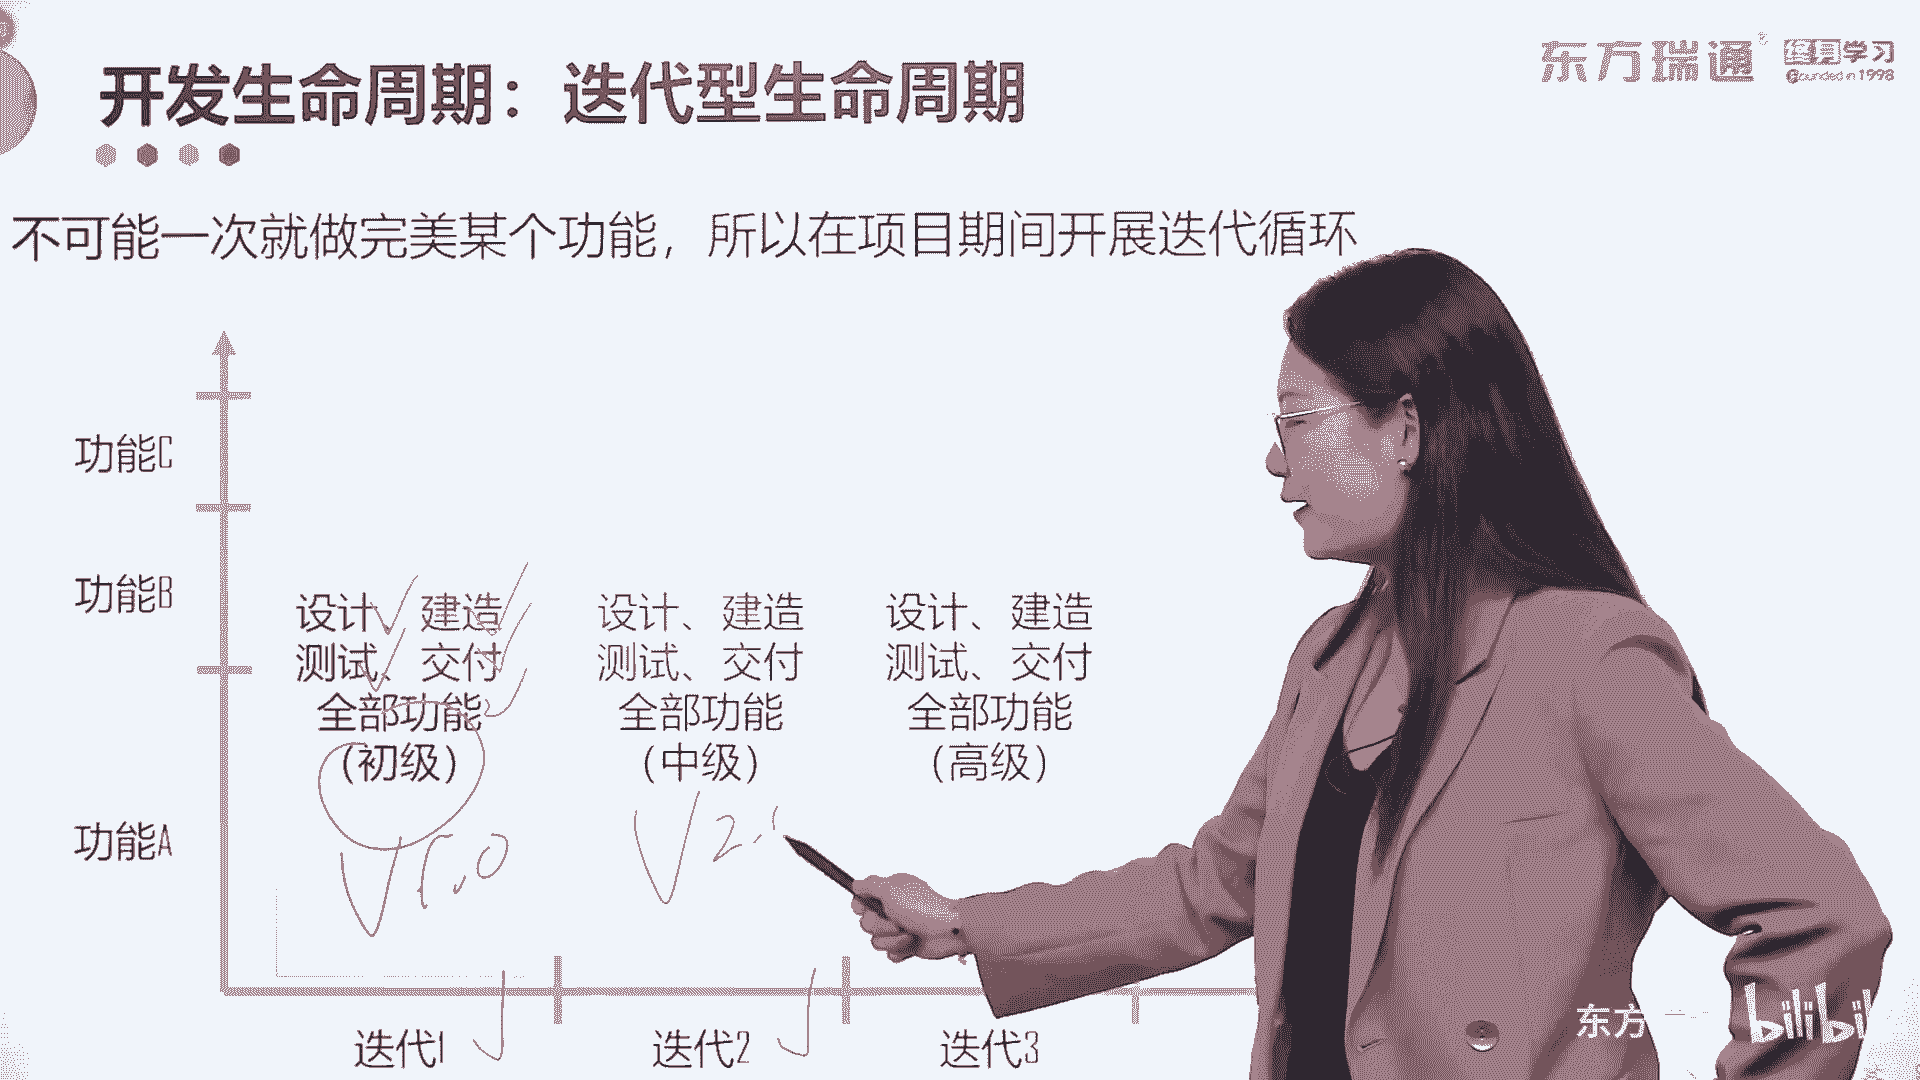 开发生命周期：迭代型生命周期
东方瑞通 终身学习
Founded in 1998
不可能一次就做完美某个功能，所以在项目期间开展迭代循环
功能C
功能B
功能A
设计、建造
测试、交付
全部功能
（初级）
V1.0
设计、建造
测试、交付
全部功能
（中级）
V2.
设计、建造
测试、交付
全部功能
（高级）
迭代1
迭代2
迭代3
东方
bilibil